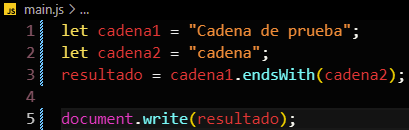 JS main.js > ...
1 let cadena1 = "Cadena de prueba";
2 let cadena2 = "cadena";
3 resultado = cadena1.endsWith(cadena2);
4
5 document.write(resultado);